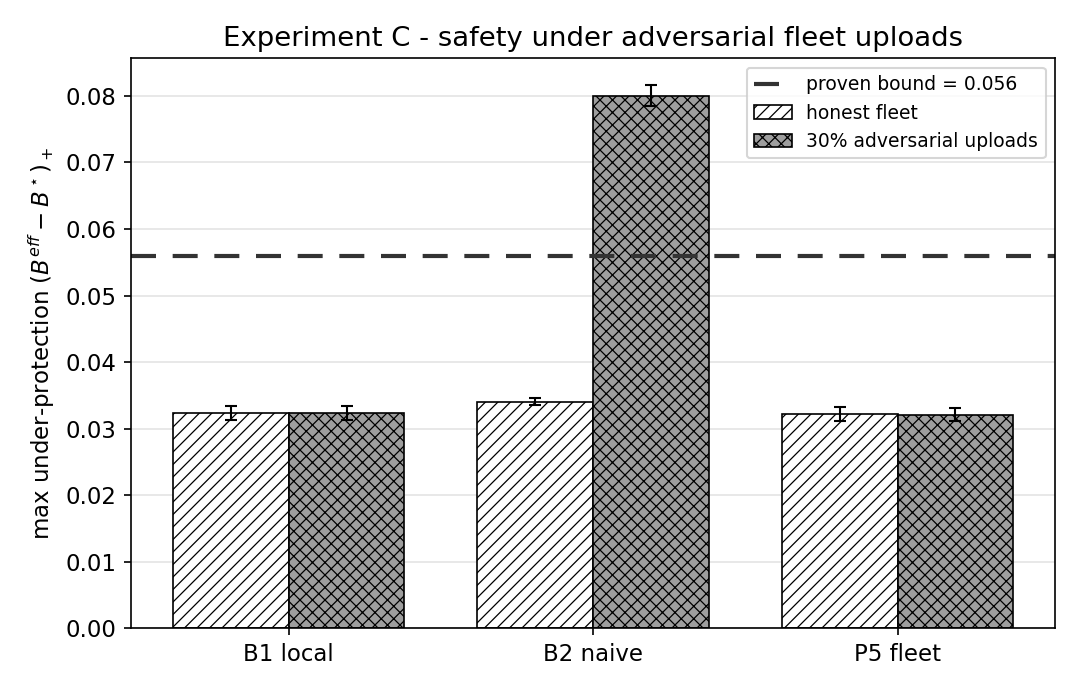 Experiment C - safety under adversarial fleet uploads
max under-protection (B^eff − B^⋆)_+
0.08
0.07
0.06
0.05
0.04
0.03
0.02
0.01
0.00
proven bound = 0.056
honest fleet
30% adversarial uploads
B1 local
B2 naive
P5 fleet